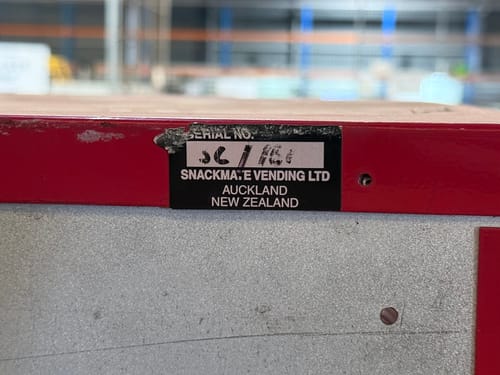 SERIAL NO.
SNACKMATE VENDING LTD
AUCKLAND
NEW ZEALAND